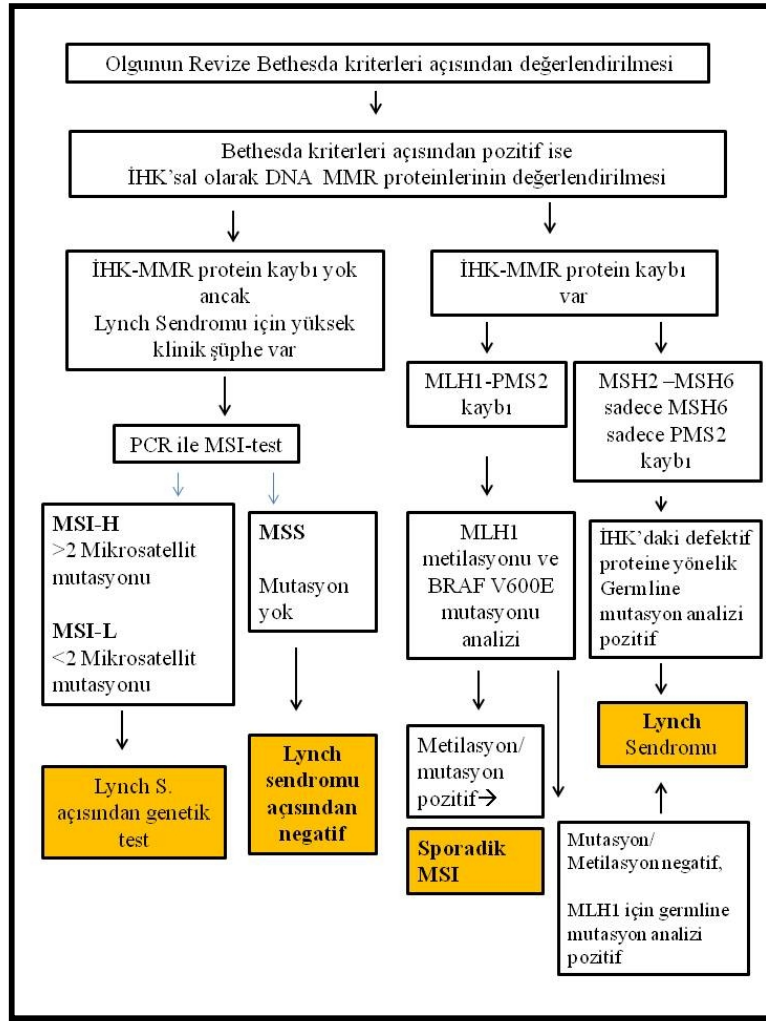 Olgunun Revize Bethesda kriterleri açısından değerlendirilmesi
Bethesda kriterleri açısından pozitif ise
İHK’sal olarak DNA MMR proteinlerinin değerlendirilmesi
İHK-MMR protein kaybı yok
ancak
Lynch Sendromu için yüksek
klinik şüphe var
İHK-MMR protein kaybı
var
PCR ile MSI-test
MLH1-PMS2
kaybı
MSH2 –MSH6
sadece MSH6
sadece PMS2
kaybı
MSI-H
>2 Mikrosatellit
mutasyonu
MSI-L
<2 Mikrosatellit
mutasyonu
MSS
Mutasyon
yok
MLH1
metilasyonu ve
BRAF V600E
mutasyonu
analizi
İHK’daki defektif
proteine yönelik
Germline
mutasyon analizi
pozitif
Lynch S.
açısından genetik
test
Lynch
sendromu
açısından
negatif
Metilasyon/
mutasyon
pozitif→
Sporadik
MSI
Lynch
Sendromu
Mutasyon/
Metilasyon negatif,
MLH1 için germline
mutasyon analizi
pozitif